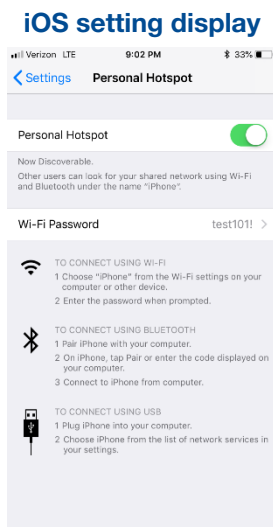 iOS setting display
Verizon LTE 9:02 PM 33%
Settings Personal Hotspot
Personal Hotspot
Now Discoverable.
Other users can look for your shared network using Wi-Fi
and Bluetooth under the name "iPhone".
Wi-Fi Password test101!
TO CONNECT USING WI-FI
1 Choose "iPhone" from the Wi-Fi settings on your
computer or other device.
2 Enter the password when prompted.
TO CONNECT USING BLUETOOTH
1 Pair iPhone with your computer.
2 On iPhone, tap Pair or enter the code displayed on
your computer.
3 Connect to iPhone from computer.
TO CONNECT USING USB
1 Plug iPhone into your computer.
2 Choose iPhone from the list of network services in
your settings.